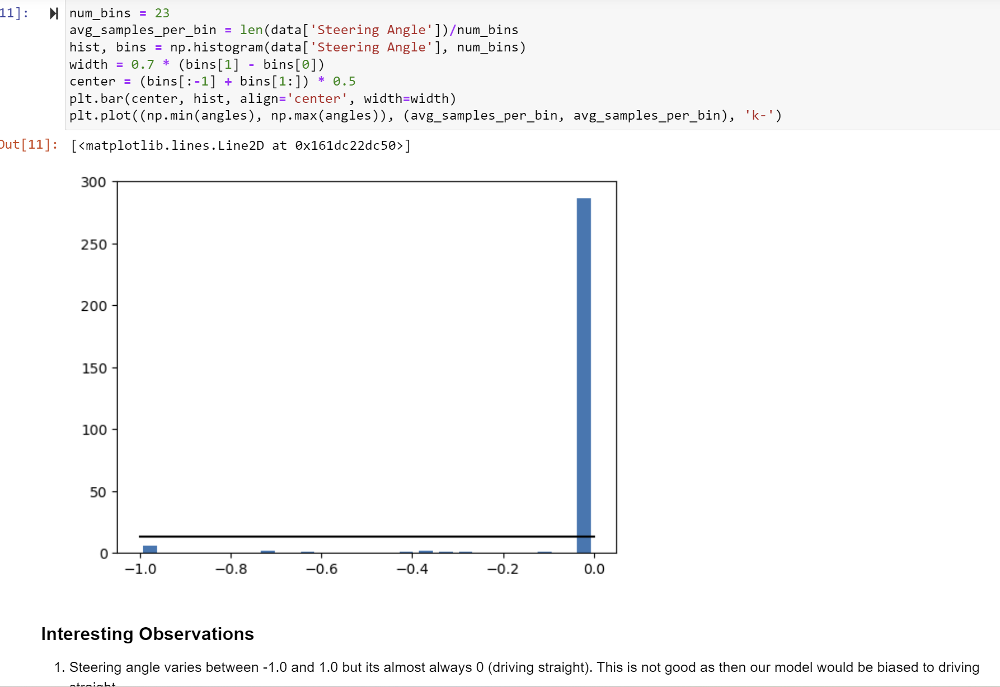 11]:
num_bins = 23
avg_samples_per_bin = len(data['Steering Angle'])/num_bins
hist, bins = np.histogram(data['Steering Angle'], num_bins)
width = 0.7 * (bins[1] - bins[0])
center = (bins[:-1] + bins[1:]) * 0.5
plt.bar(center, hist, align='center', width=width)
plt.plot((np.min(angles), np.max(angles)), (avg_samples_per_bin, avg_samples_per_bin), 'k-')
Out[11]: [<matplotlib.lines.Line2D at 0x161dc22dc50>]
300
250
200
150
100
50
0
−1.0 −0.8 −0.6 −0.4 −0.2 0.0
Interesting Observations
1. Steering angle varies between -1.0 and 1.0 but its almost always 0 (driving straight). This is not good as then our model would be biased to driving
straight